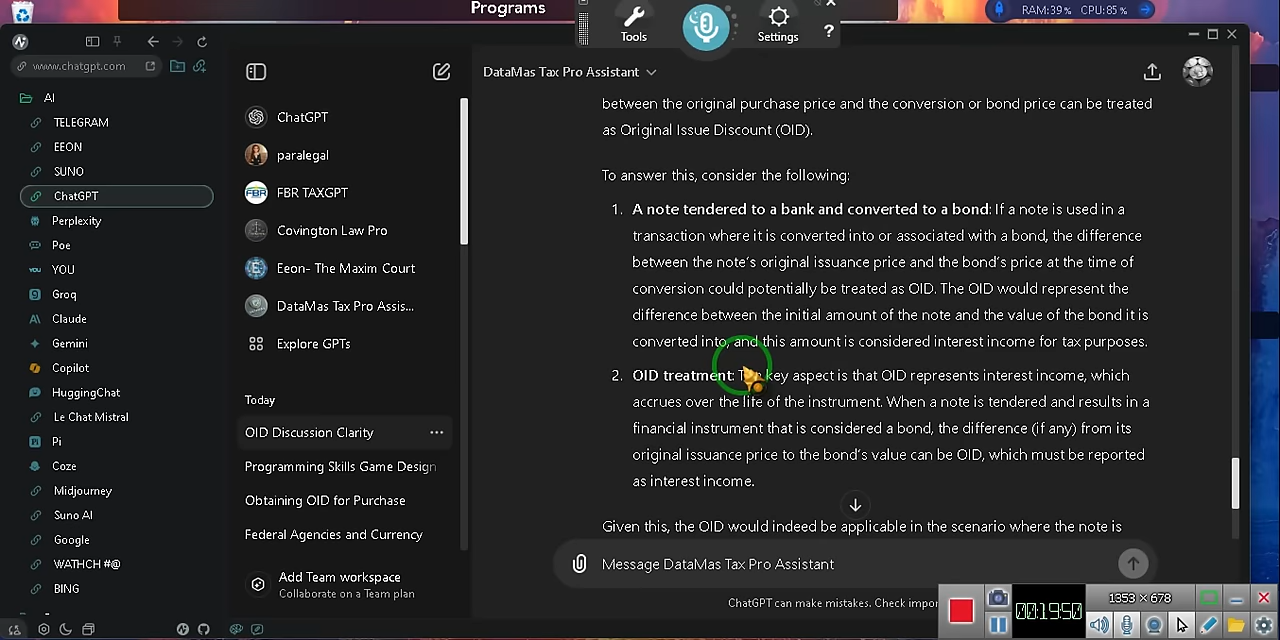 Programs
Tools
Settings
?
RAM:39% CPU:85%
www.chatgpt.com
AI
TELEGRAM
EEON
SUNO
ChatGPT
Perplexity
Poe
YOU
Groq
Claude
Gemini
Copilot
HuggingChat
Le Chat Mistral
Pi
Coze
Midjourney
Suno AI
Google
WATHCH #@
BING
ChatGPT
paralegal
FBR TAXGPT
Covington Law Pro
Eeon- The Maxim Court
DataMas Tax Pro Assis...
Explore GPTs
Today
OID Discussion Clarity
Programming Skills Game Design
Obtaining OID for Purchase
Federal Agencies and Currency
Add Team workspace
Collaborate on a Team plan
DataMas Tax Pro Assistant
between the original purchase price and the conversion or bond price can be treated
as Original Issue Discount (OID).
To answer this, consider the following:
1. A note tendered to a bank and converted to a bond: If a note is used in a
transaction where it is converted into or associated with a bond, the difference
between the note's original issuance price and the bond's price at the time of
conversion could potentially be treated as OID. The OID would represent the
difference between the initial amount of the note and the value of the bond it is
converted into, and this amount is considered interest income for tax purposes.
2. OID treatment: The key aspect is that OID represents interest income, which
accrues over the life of the instrument. When a note is tendered and results in a
financial instrument that is considered a bond, the difference (if any) from its
original issuance price to the bond's value can be OID, which must be reported
as interest income.
Given this, the OID would indeed be applicable in the scenario where the note is
Message DataMas Tax Pro Assistant
ChatGPT can make mistakes. Check impor
00:19:50
1353 × 678